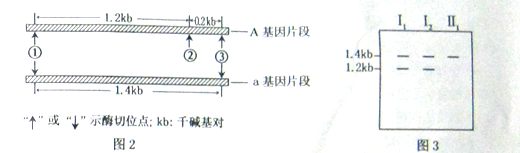 1.2kb 0.2kb
A 基因片段
① ② ③
a 基因片段
1.4kb
"↑" 或 "↓" 示酶切位点; kb: 千碱基对
图2
I₁ I₂ II₁
1.4kb
1.2kb
图3